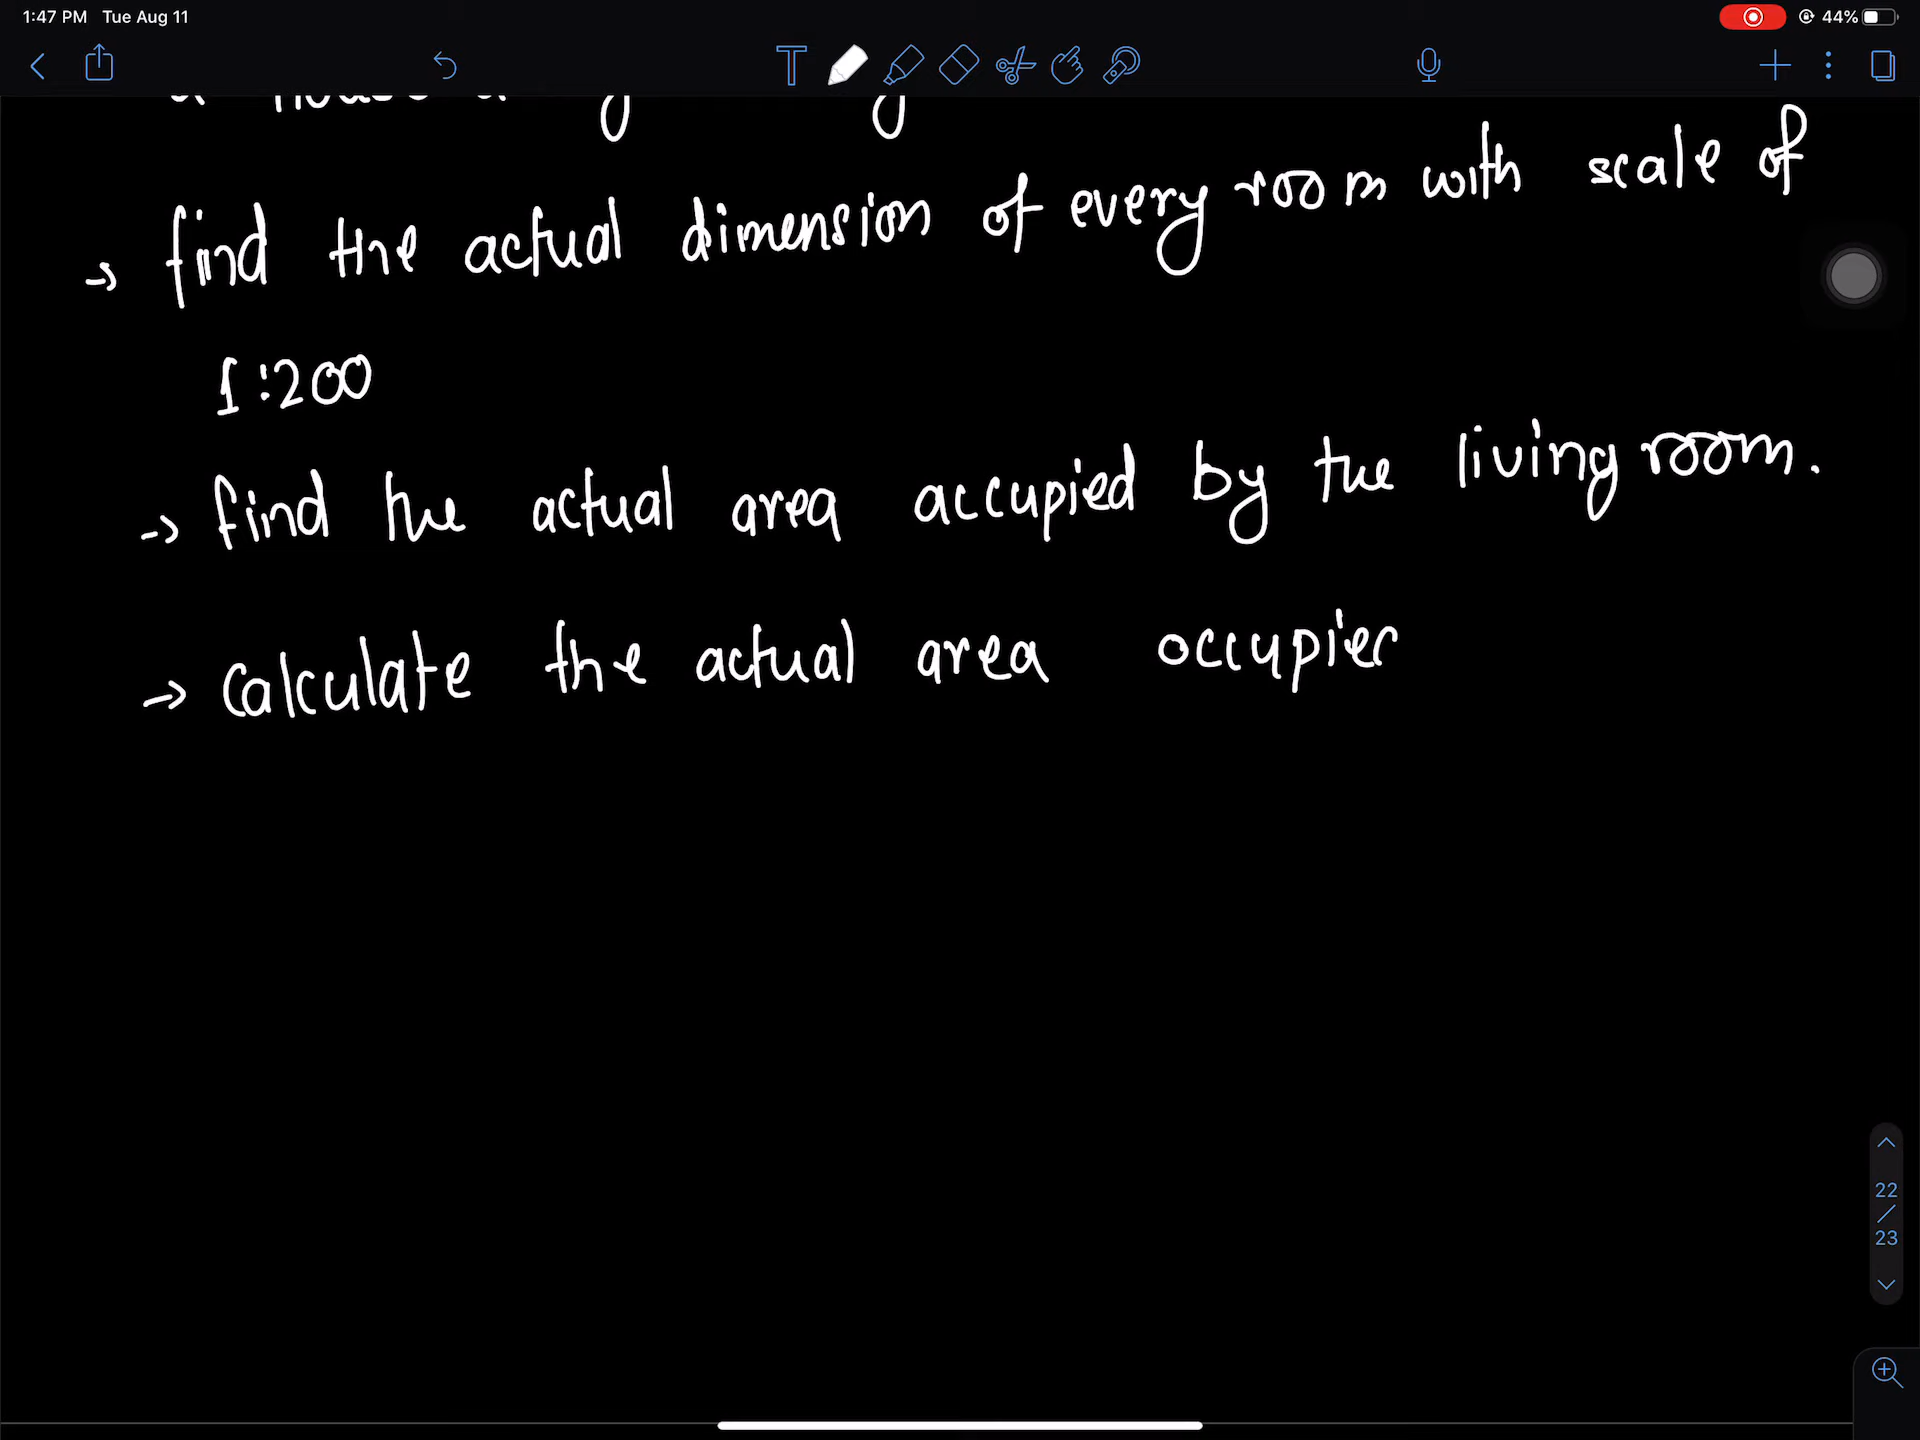 1:47 PM Tue Aug 11
44%
T
a house
→ find the actual dimension of every room with scale of
1:200
→ find the actual area accupied by the living room.
→ calculate the actual area occupier
22
/
23